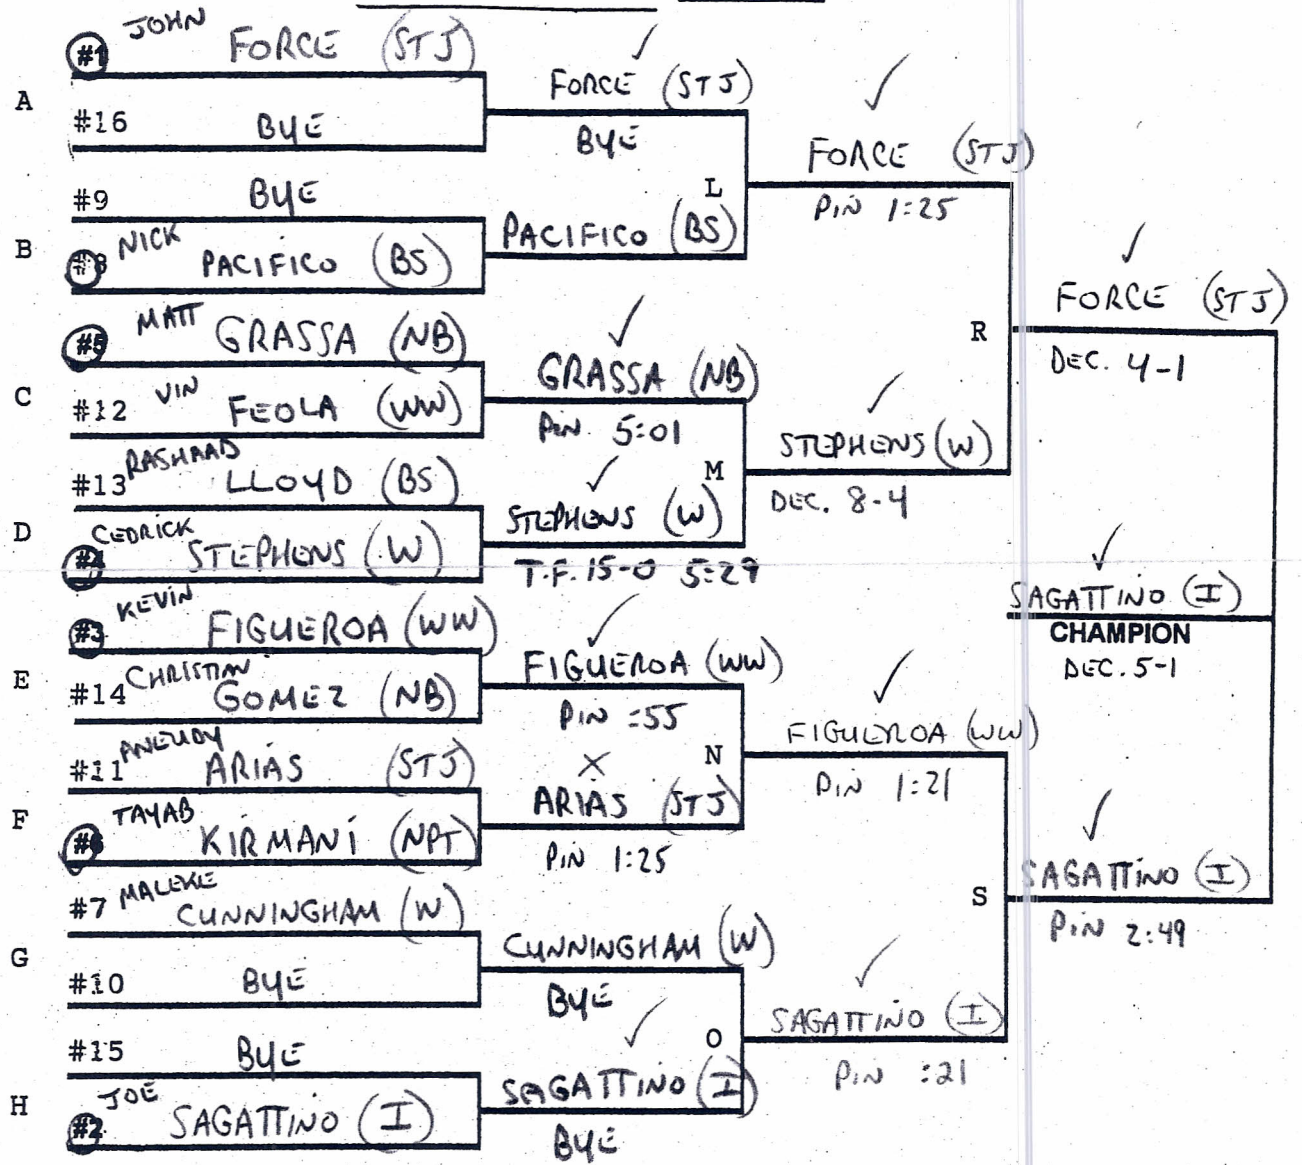 JOHN
#1 FORCE (STJ)
A
#16 BYE
FORCE (STJ)
BYE
#9 BYE
B
NICK
#8 PACIFICO (BS)
PACIFICO (BS)
L
FORCE (STJ)
PIN 1:25
MATT
#5 GRASSA (NB)
C
VIN
#12 FEOLA (WW)
GRASSA (NB)
PIN 5:01
RASHAAD
#13 LLOYD (BS)
D
CEDRICK
#4 STEPHENS (W)
STEPHENS (W)
T.F. 15-0 5:29
M
STEPHENS (W)
DEC. 8-4
R
FORCE (STJ)
DEC. 4-1
KEVIN
#3 FIGUEROA (WW)
E
CHRISTIAN
#14 GOMEZ (NB)
FIGUEROA (WW)
PIN :55
ANEUDY
#11 ARIAS (STJ)
F
TAYAB
#6 KIRMANI (NPT)
X
ARIAS (STJ)
PIN 1:25
N
FIGUEROA (WW)
PIN 1:21
MALEKE
#7 CUNNINGHAM (W)
G
#10 BYE
CUNNINGHAM (W)
BYE
#15 BYE
H
JOE
#2 SAGATTINO (I)
SAGATTINO (I)
BYE
O
SAGATTINO (I)
PIN :21
S
SAGATTINO (I)
PIN 2:49
SAGATTINO (I)
CHAMPION
DEC. 5-1